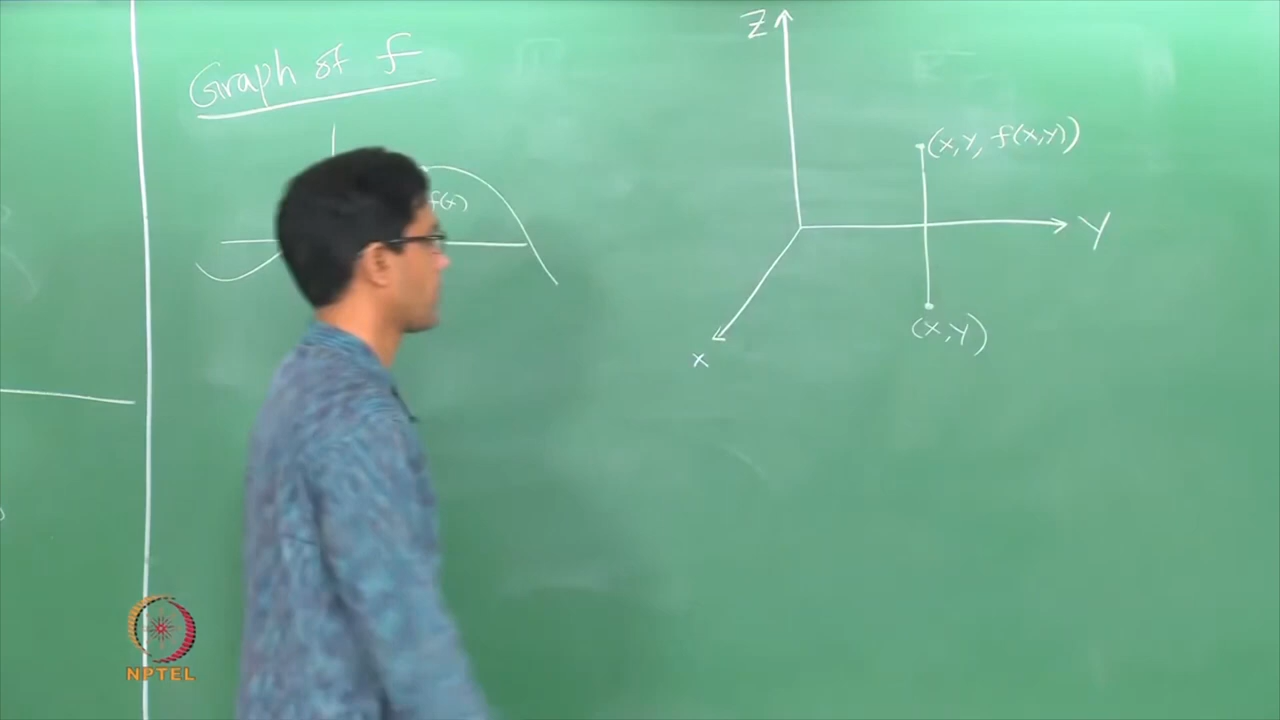 Graph of f
f(x)
Z
(x, y, f(x,y))
Y
(x, y)
x
NPTEL